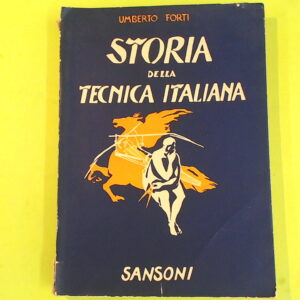 UMBERTO FORTI
STORIA
DELLA
TECNICA ITALIANA
SANSONI